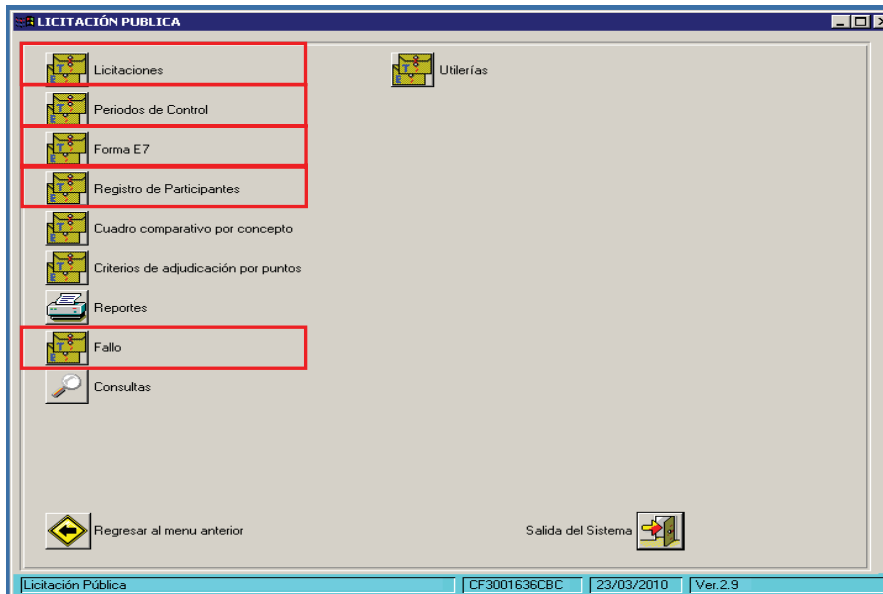 LICITACIÓN PUBLICA
Licitaciones
Utilerías
Periodos de Control
Forma E7
Registro de Participantes
Cuadro comparativo por concepto
Criterios de adjudicación por puntos
Reportes
Fallo
Consultas
Regresar al menu anterior
Salida del Sistema
Licitación Pública CF3001636CBC 23/03/2010 Ver.2.9